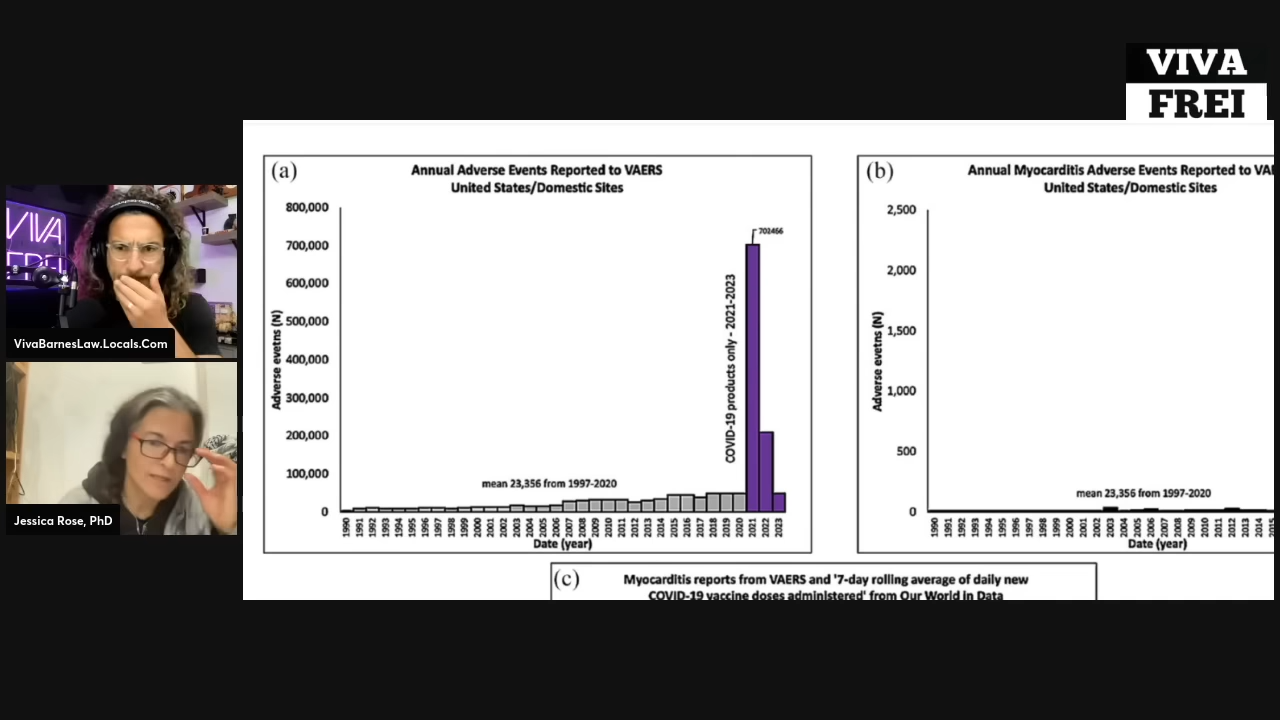 VIVA
FREI
(a)
Annual Adverse Events Reported to VAERS
United States/Domestic Sites
800,000
700,000
600,000
500,000
400,000
300,000
200,000
100,000
0
Adverse evetns (N)
702466
COVID-19 products only - 2021-2023
mean 23,356 from 1997-2020
1990 1991 1992 1993 1994 1995 1996 1997 1998 1999 2000 2001 2002 2003 2004 2005 2006 2007 2008 2009 2010 2011 2012 2013 2014 2015 2016 2017 2018 2019 2020 2021 2022 2023
Date (year)
(b)
Annual Myocarditis Adverse Events Reported to VAE
United States/Domestic Sites
2,500
2,000
1,500
1,000
500
0
Adverse evetns (N)
mean 23,356 from 1997-2020
1990 1991 1992 1993 1994 1995 1996 1997 1998 1999 2000 2001 2002 2003 2004 2005 2006 2007 2008 2009 2010 2011 2012 2013 2014 2015
Date (year)
(c)
Myocarditis reports from VAERS and '7-day rolling average of daily new
COVID-19 vaccine doses administered' from Our World in Data
VIVA
VivaBarnesLaw.Locals.Com
Jessica Rose, PhD